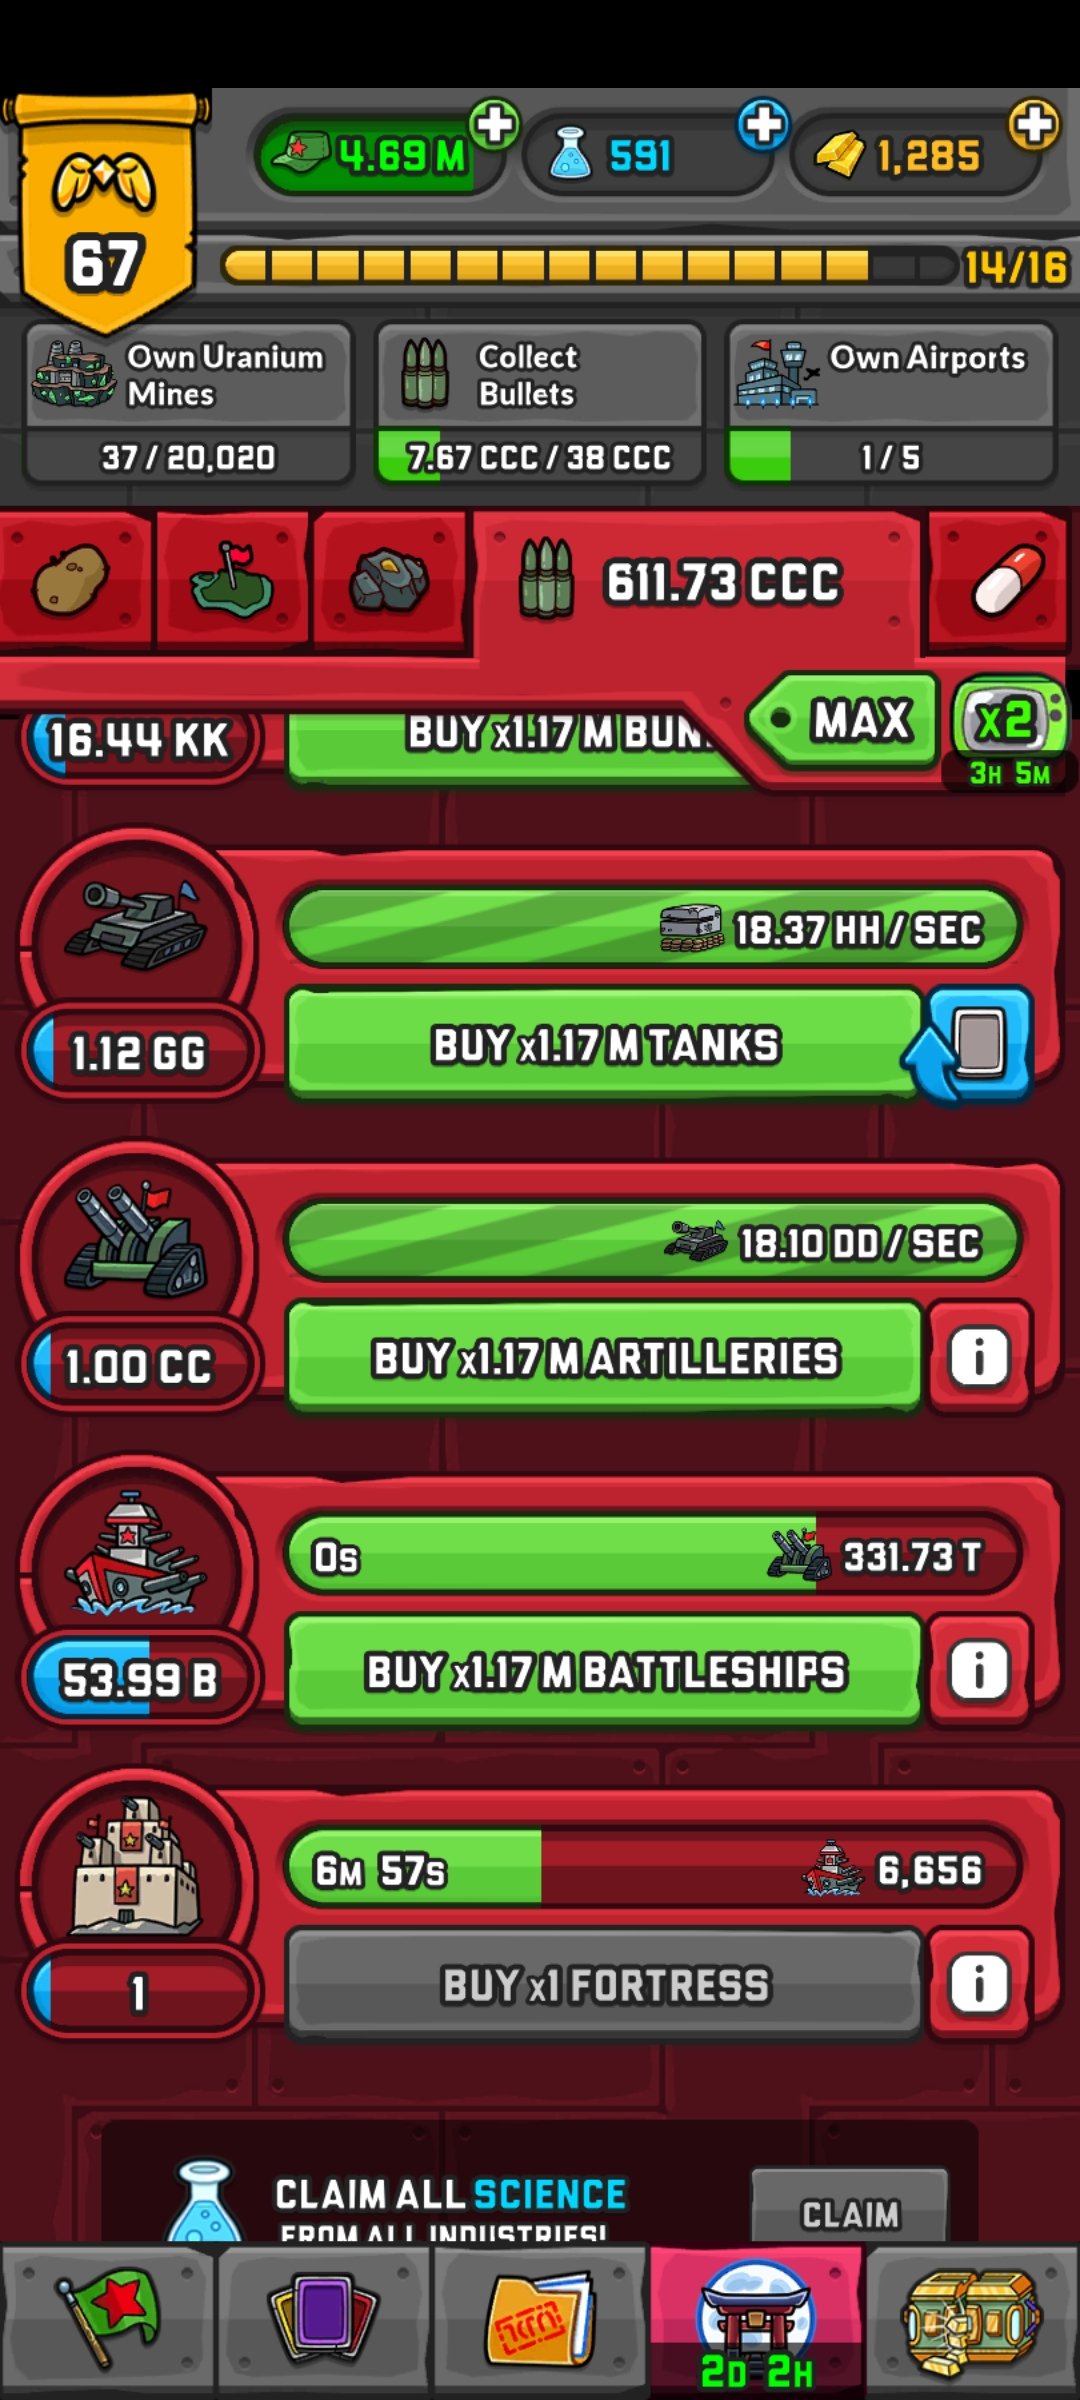 4.69 M
591
1,285
67
14/16
Own Uranium
Mines
37 / 20,020
Collect
Bullets
7.67 CCC / 38 CCC
Own Airports
1 / 5
611.73 CCC
MAX
x2
3H 5M
16.44 KK
BUY x1.17 M BUN
18.37 HH / SEC
1.12 GG
BUY x1.17 M TANKS
18.10 DD / SEC
1.00 CC
BUY x1.17 M ARTILLERIES
i
0s
331.73 T
53.99 B
BUY x1.17 M BATTLESHIPS
i
6M 57s
6,656
1
BUY x1 FORTRESS
i
CLAIM ALL SCIENCE
FROM ALL INDUSTRIES!
CLAIM
2D 2H